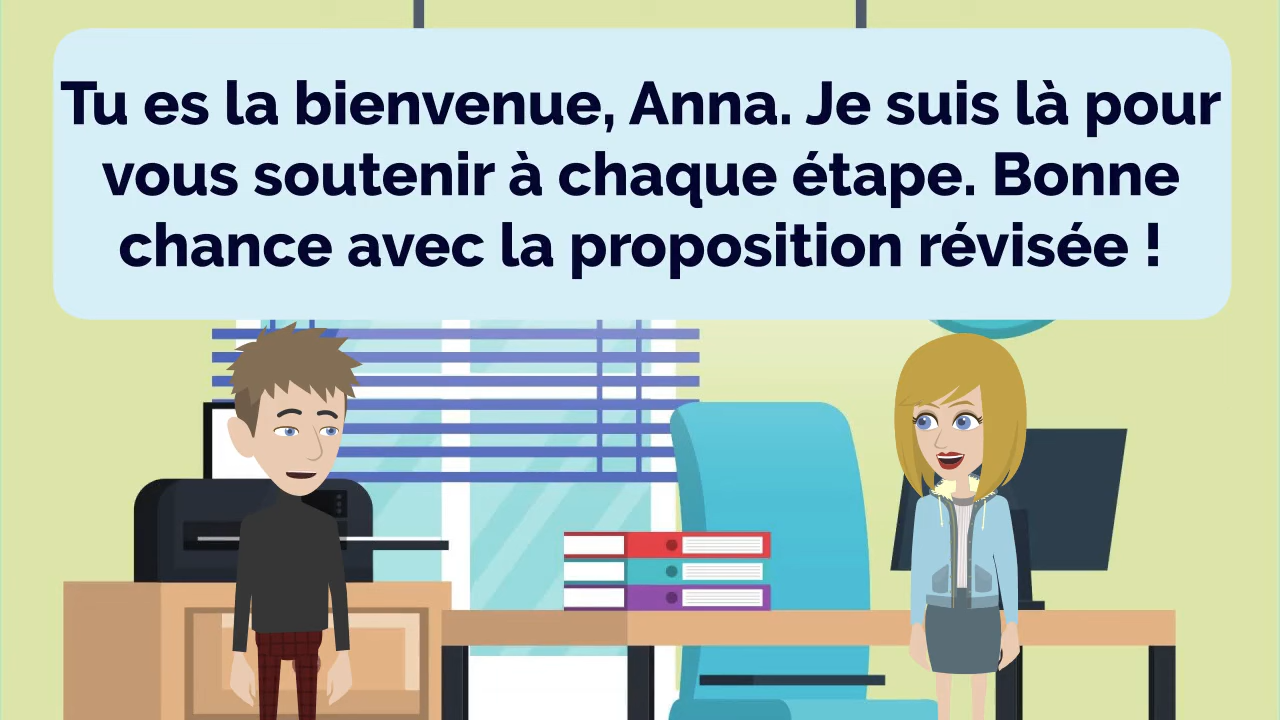 Tu es la bienvenue, Anna. Je suis là pour
vous soutenir à chaque étape. Bonne
chance avec la proposition révisée !